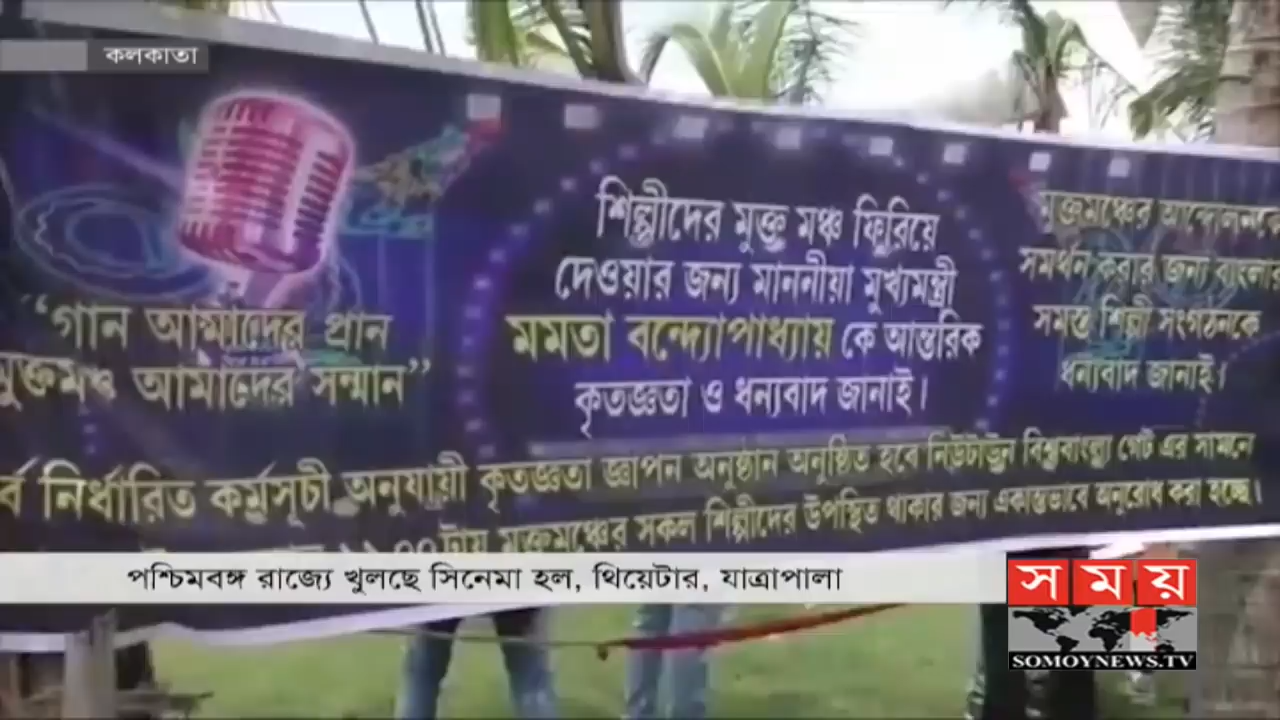 কলকাতা
“গান আমাদের প্রান
মুক্তমঞ্চ আমাদের সন্মান”
শিল্পীদের মুক্ত মঞ্চ ফিরিয়ে
দেওয়ার জন্য মাননীয়া মুখ্যমন্ত্রী
মমতা বন্দ্যোপাধ্যায় কে আন্তরিক
কৃতজ্ঞতা ও ধন্যবাদ জানাই।
মুক্তমঞ্চের আন্দোলনকে
সমর্থন করার জন্য বাংলার
সমস্ত শিল্পী সংগঠনকে
ধন্যবাদ জানাই।
নির্ধারিত কর্মসূচী অনুযায়ী কৃতজ্ঞতা জ্ঞাপন অনুষ্ঠান অনুষ্ঠিত হবে নিউটাউন বিশ্ববাংলা গেট এর সামনে
মুক্তমঞ্চের সকল শিল্পীদের উপস্থিত থাকার জন্য একান্তভাবে অনুরোধ করা হচ্ছে।
পশ্চিমবঙ্গ রাজ্যে খুলছে সিনেমা হল, থিয়েটার, যাত্রাপালা
সময়
SOMOYNEWS.TV